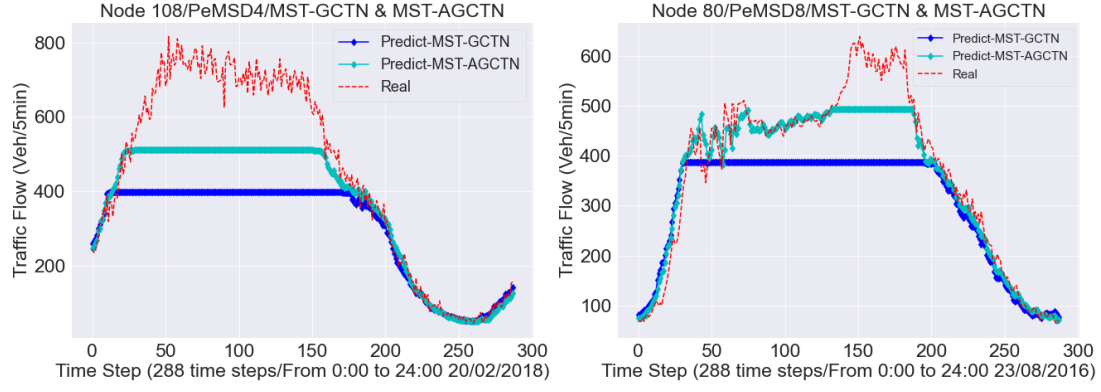 Node 108/PeMSD4/MST-GCTN & MST-AGCTN
800
600
400
200
Traffic Flow (Veh/5min)
Predict-MST-GCTN
Predict-MST-AGCTN
Real
0 50 100 150 200 250 300
Time Step (288 time steps/From 0:00 to 24:00 20/02/2018)
Node 80/PeMSD8/MST-GCTN & MST-AGCTN
600
500
400
300
200
100
Traffic Flow (Veh/5min)
Predict-MST-GCTN
Predict-MST-AGCTN
Real
0 50 100 150 200 250 300
Time Step (288 time steps/From 0:00 to 24:00 23/08/2016)